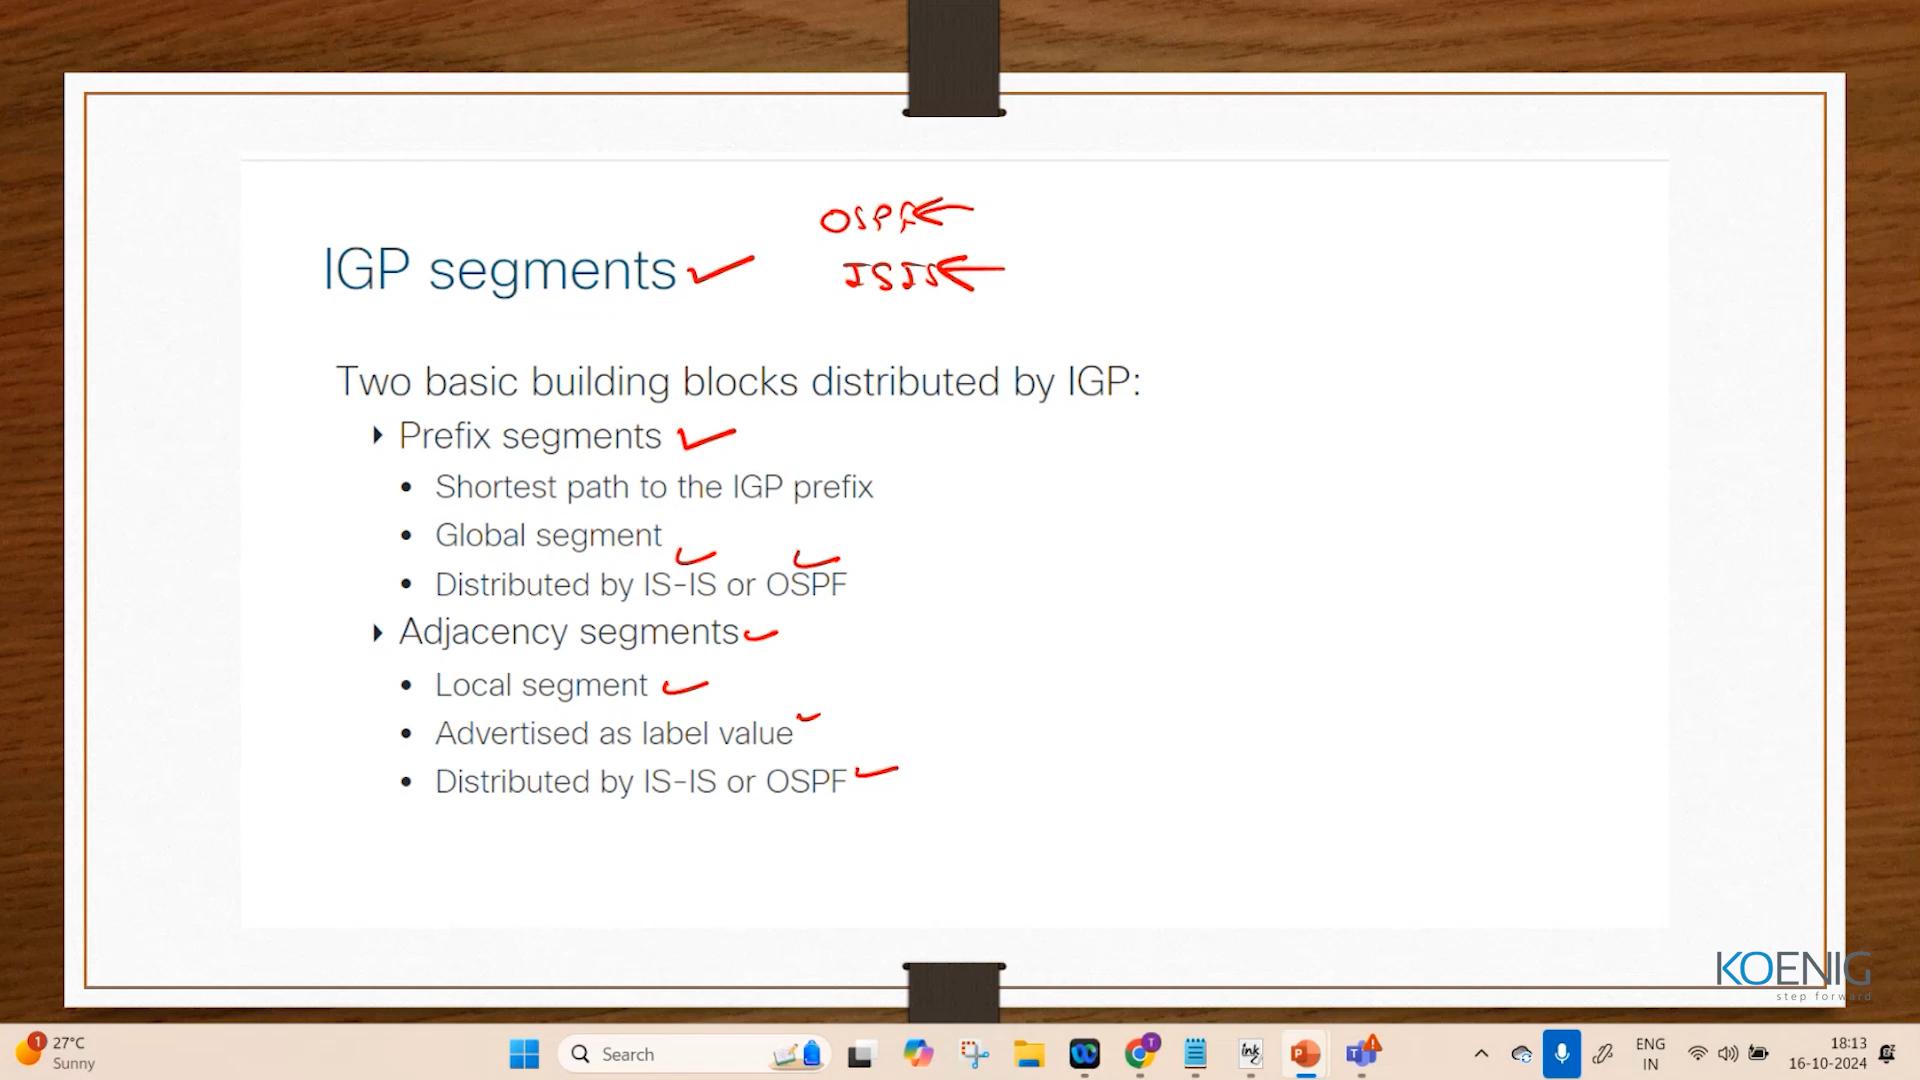 OSPF
IGP segments
ISIS
Two basic building blocks distributed by IGP:
Prefix segments
Shortest path to the IGP prefix
Global segment
Distributed by IS-IS or OSPF
Adjacency segments
Local segment
Advertised as label value
Distributed by IS-IS or OSPF
KOENIG
step forward
1
27°C
Sunny
Search
T
ink
P
T
ENG
IN
18:13
16-10-2024